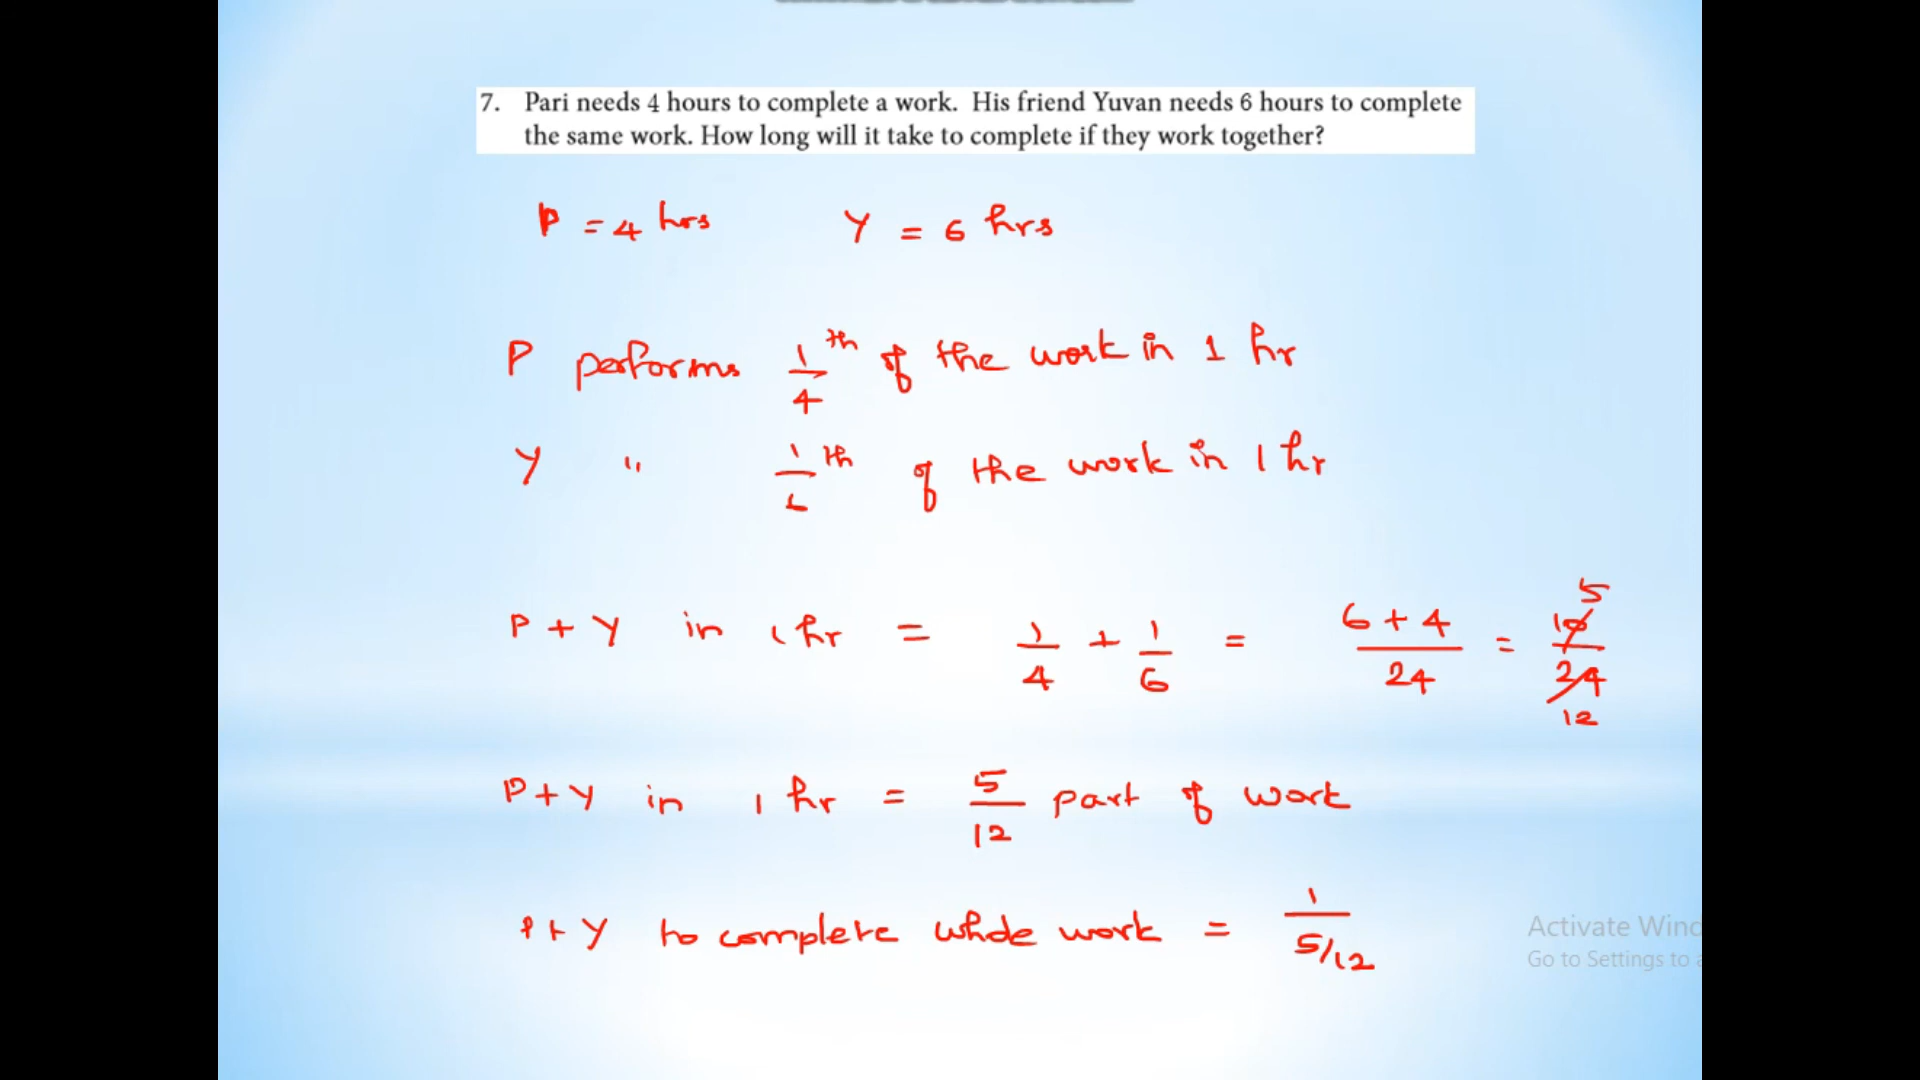 7. Pari needs 4 hours to complete a work. His friend Yuvan needs 6 hours to complete
the same work. How long will it take to complete if they work together?
P = 4 hrs Y = 6 hrs
P performs 1/4 th of the work in 1 hr
Y " 1/6 th of the work in 1 hr
P + Y in 1 hr = 1/4 + 1/6 = 6+4/24 = 10/24 5/12
P+Y in 1 hr = 5/12 part of work
P+Y to complete whole work = 1/5/12
Activate Wind
Go to Settings to a